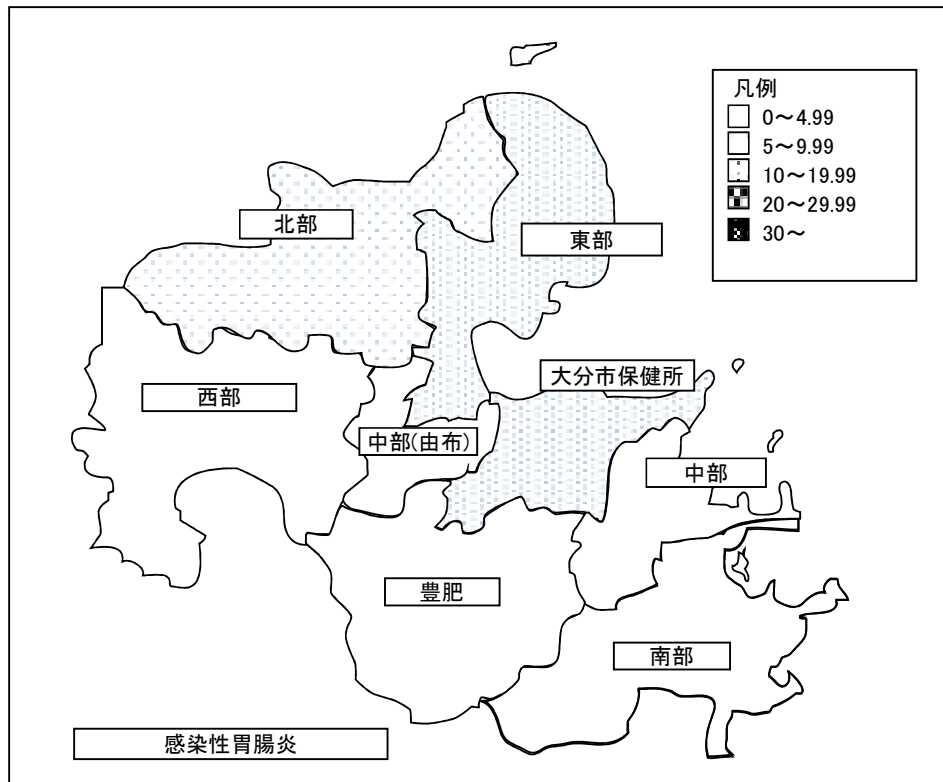 凡例
0～4.99
5～9.99
10～19.99
20～29.99
30～
北部
東部
大分市保健所
西部
中部(由布)
中部
豊肥
南部
感染性胃腸炎